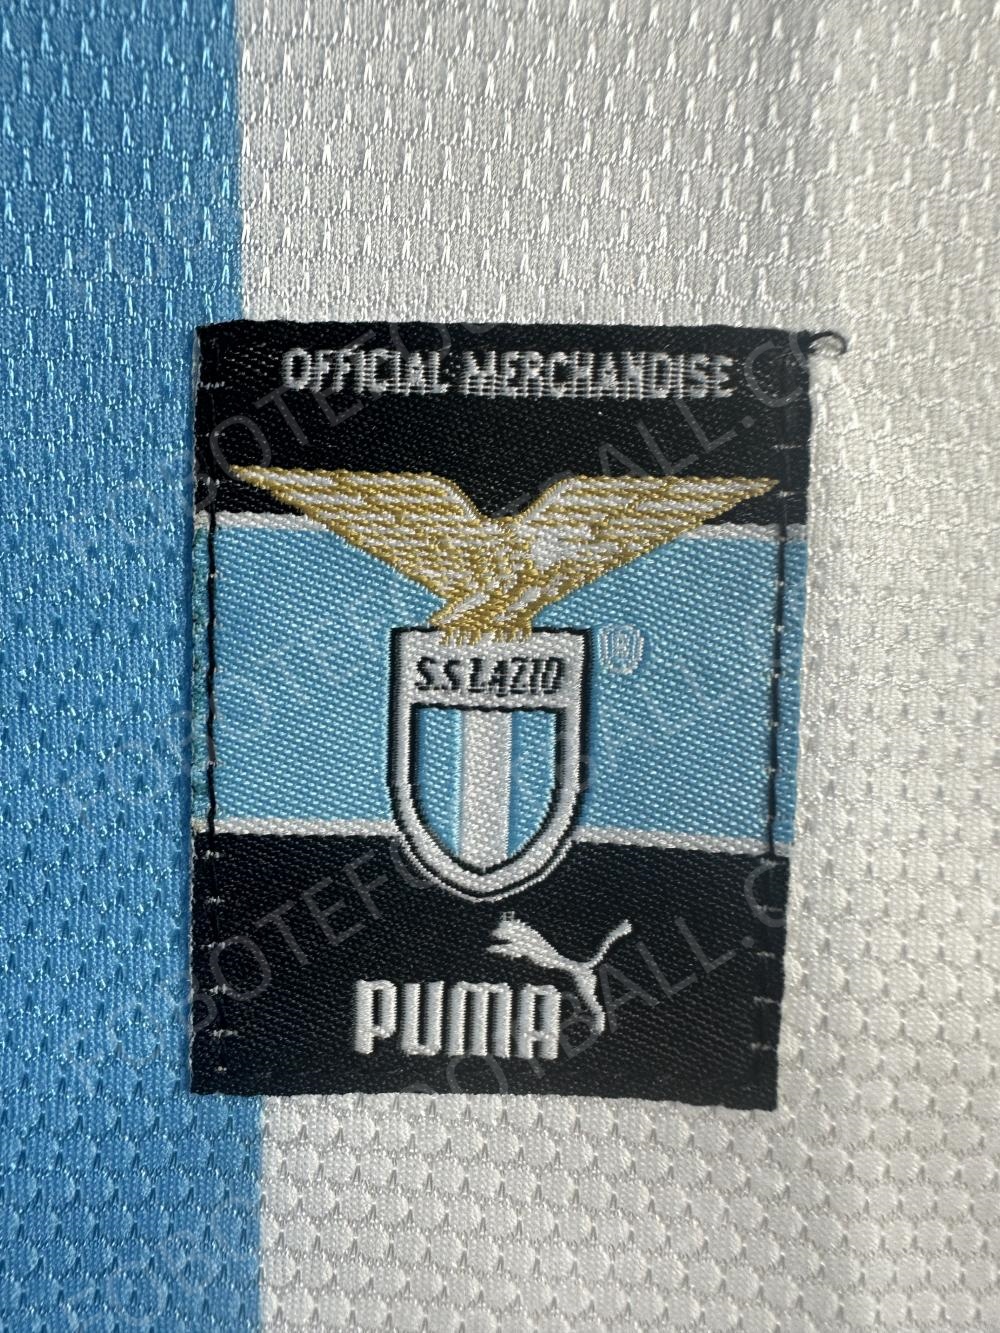 OFFICIAL MERCHANDISE
S.S LAZIO
®
PUMA